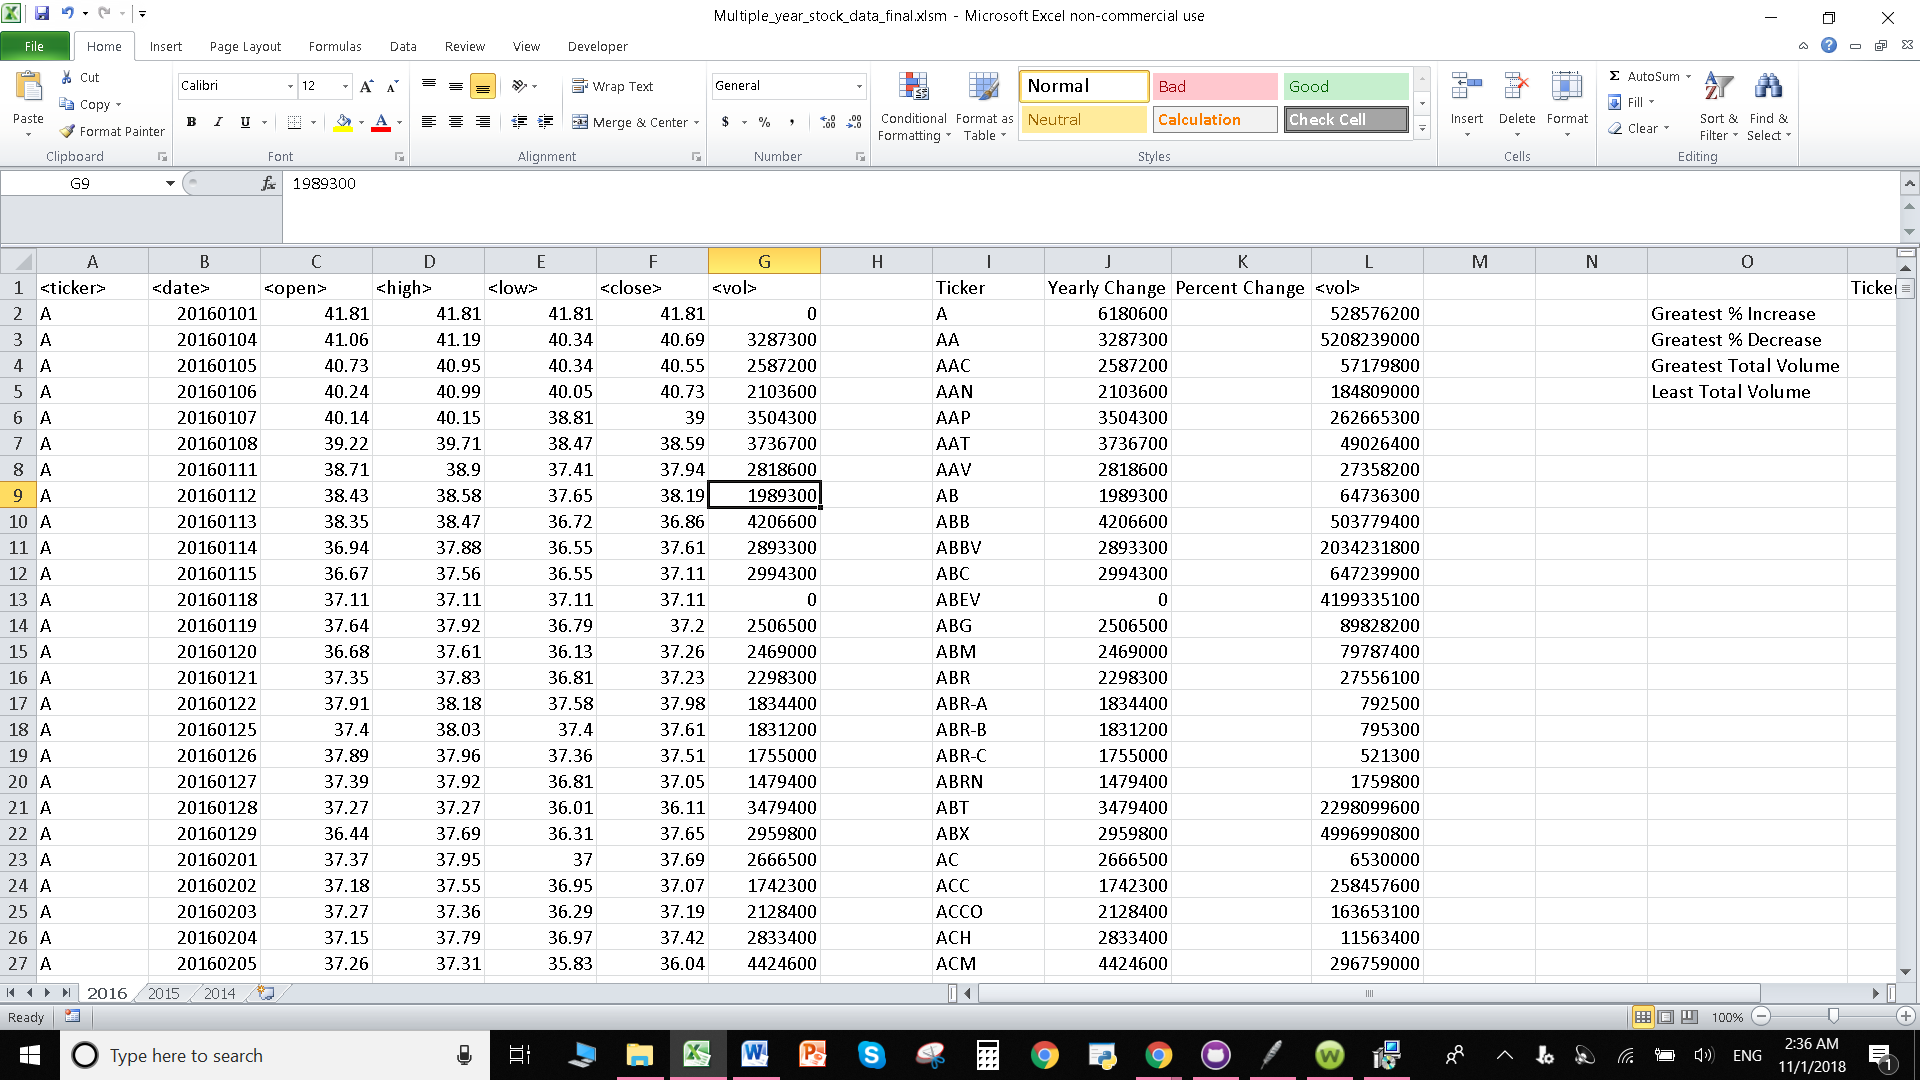 Multiple_year_stock_data_final.xlsm - Microsoft Excel non-commercial use
File Home Insert Page Layout Formulas Data Review View Developer
Paste Cut Copy Format Painter Clipboard
Calibri 12 B I U Font
Wrap Text Merge & Center Alignment
General $ % , Number
Conditional Formatting Format as Table Normal Bad Good Neutral Calculation Check Cell Styles
Insert Delete Format Cells
Σ AutoSum Fill Clear Sort & Filter Find & Select Editing
G9 fx 1989300
A B C D E F G H I J K L M N O
1 <ticker> <date> <open> <high> <low> <close> <vol> Ticker Yearly Change Percent Change <vol> Ticker
2 A 20160101 41.81 41.81 41.81 41.81 0 A 6180600 528576200 Greatest % Increase
3 A 20160104 41.06 41.19 40.34 40.69 3287300 AA 3287300 5208239000 Greatest % Decrease
4 A 20160105 40.73 40.95 40.34 40.55 2587200 AAC 2587200 57179800 Greatest Total Volume
5 A 20160106 40.24 40.99 40.05 40.73 2103600 AAN 2103600 184809000 Least Total Volume
6 A 20160107 40.14 40.15 38.81 39 3504300 AAP 3504300 262665300
7 A 20160108 39.22 39.71 38.47 38.59 3736700 AAT 3736700 49026400
8 A 20160111 38.71 38.9 37.41 37.94 2818600 AAV 2818600 27358200
9 A 20160112 38.43 38.58 37.65 38.19 1989300 AB 1989300 64736300
10 A 20160113 38.35 38.47 36.72 36.86 4206600 ABB 4206600 503779400
11 A 20160114 36.94 37.88 36.55 37.61 2893300 ABBV 2893300 2034231800
12 A 20160115 36.67 37.56 36.55 37.11 2994300 ABC 2994300 647239900
13 A 20160118 37.11 37.11 37.11 37.11 0 ABEV 0 4199335100
14 A 20160119 37.64 37.92 36.79 37.2 2506500 ABG 2506500 89828200
15 A 20160120 36.68 37.61 36.13 37.26 2469000 ABM 2469000 79787400
16 A 20160121 37.35 37.83 36.81 37.23 2298300 ABR 2298300 27556100
17 A 20160122 37.91 38.18 37.58 37.98 1834400 ABR-A 1834400 792500
18 A 20160125 37.4 38.03 37.4 37.61 1831200 ABR-B 1831200 795300
19 A 20160126 37.89 37.96 37.36 37.51 1755000 ABR-C 1755000 521300
20 A 20160127 37.39 37.92 36.81 37.05 1479400 ABRN 1479400 1759800
21 A 20160128 37.27 37.27 36.01 36.11 3479400 ABT 3479400 2298099600
22 A 20160129 36.44 37.69 36.31 37.65 2959800 ABX 2959800 4996990800
23 A 20160201 37.37 37.95 37 37.69 2666500 AC 2666500 6530000
24 A 20160202 37.18 37.55 36.95 37.07 1742300 ACC 1742300 258457600
25 A 20160203 37.27 37.36 36.29 37.19 2128400 ACCO 2128400 163653100
26 A 20160204 37.15 37.79 36.97 37.42 2833400 ACH 2833400 11563400
27 A 20160205 37.26 37.31 35.83 36.04 4424600 ACM 4424600 296759000
2016 2015 2014
Ready 100%
Type here to search ENG 2:36 AM
11/1/2018 1